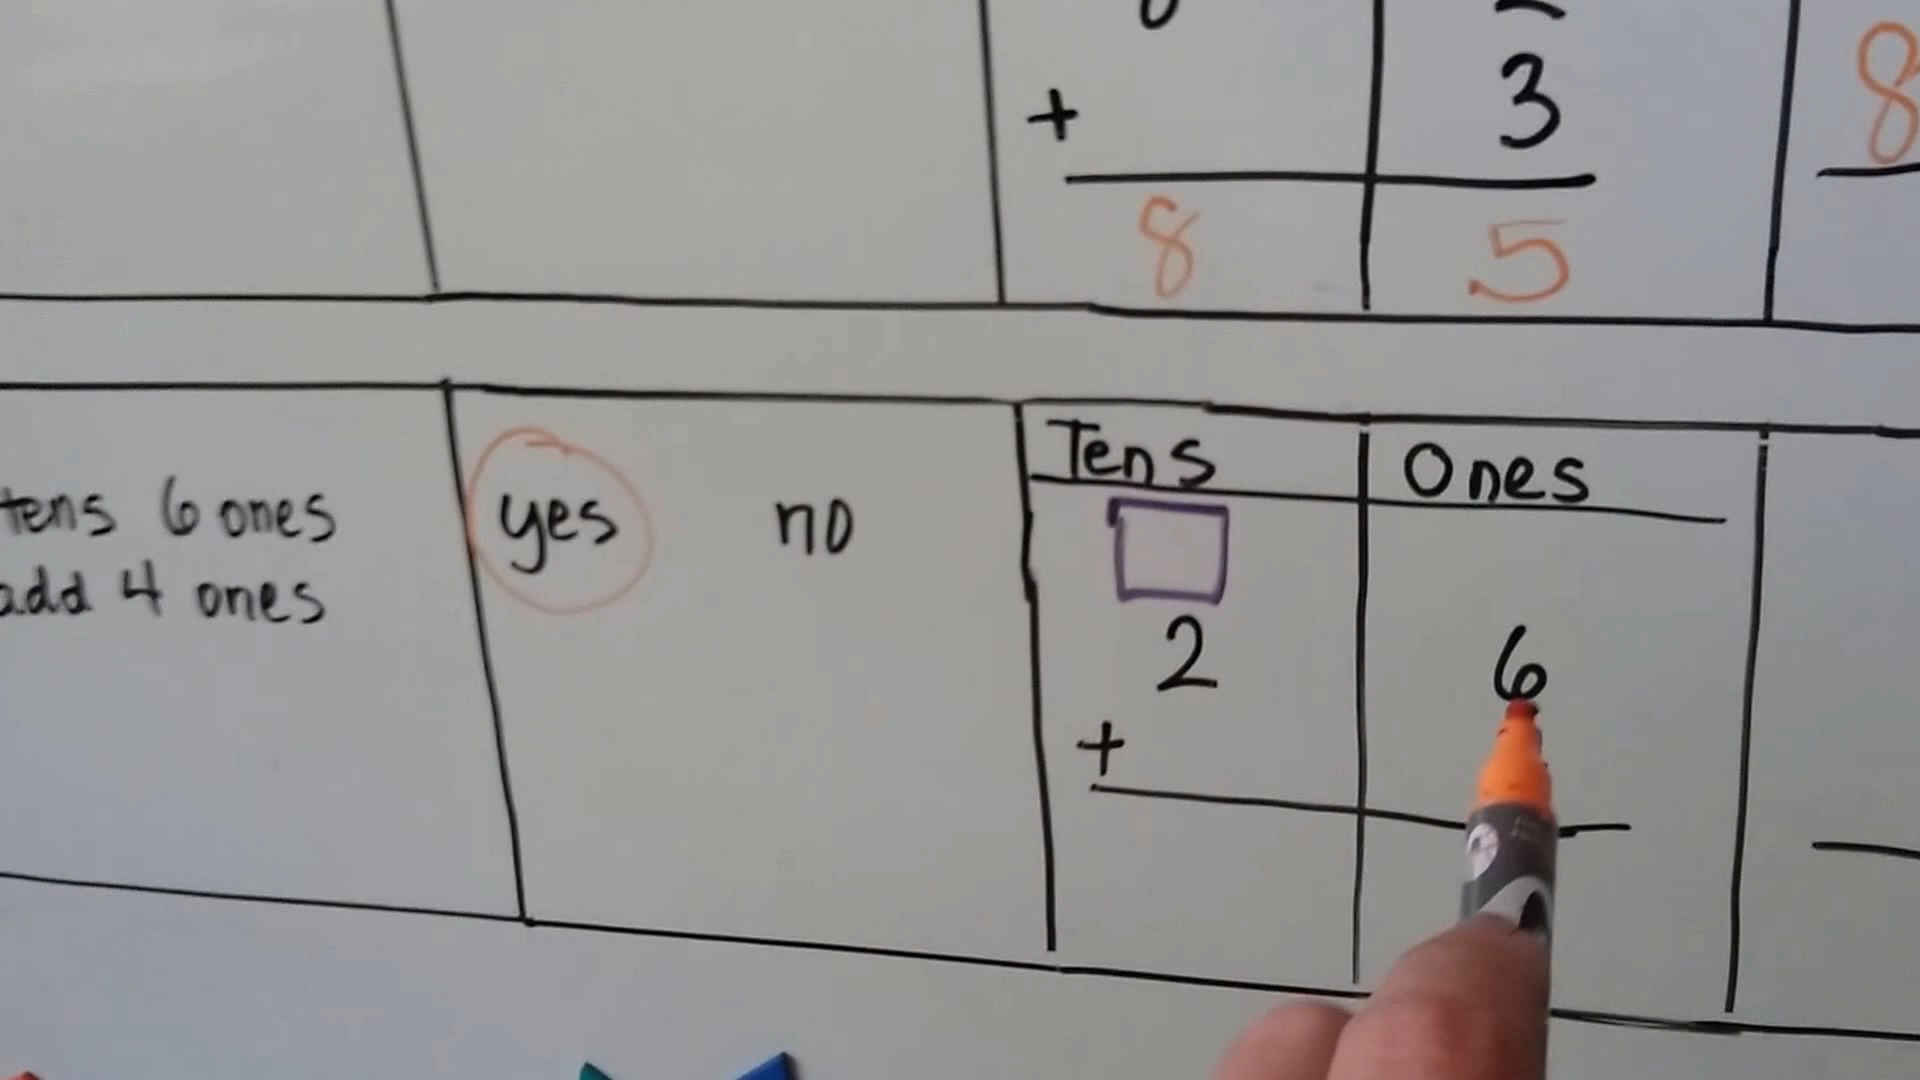 + 3
8 5
8
tens 6 ones
add 4 ones
yes no
Tens Ones
2 6
+